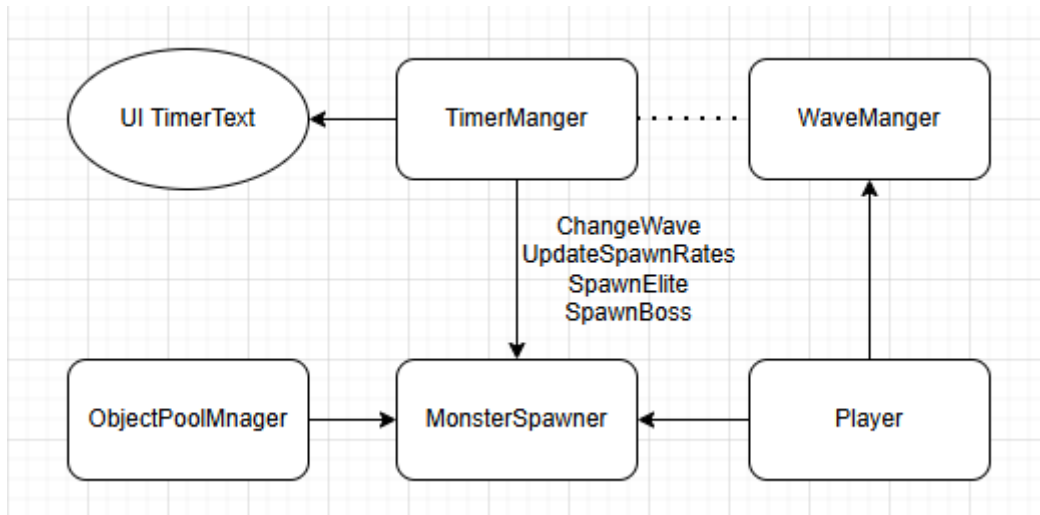 UI TimerText
TimerManger
WaveManger
ChangeWave
UpdateSpawnRates
SpawnElite
SpawnBoss
ObjectPoolMnager
MonsterSpawner
Player